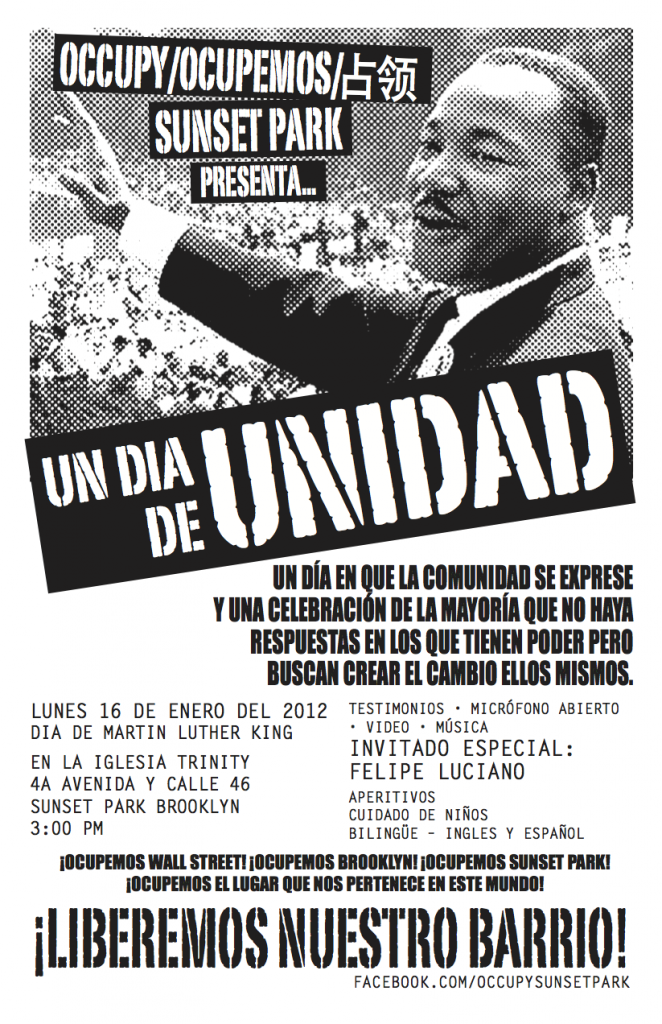 OCCUPY/OCUPEMOS/占领
SUNSET PARK
PRESENTA...
UN DIA
DE UNIDAD
UN DÍA EN QUE LA COMUNIDAD SE EXPRESE
Y UNA CELEBRACIÓN DE LA MAYORÍA QUE NO HAYA
RESPUESTAS EN LOS QUE TIENEN PODER PERO
BUSCAN CREAR EL CAMBIO ELLOS MISMOS.
LUNES 16 DE ENERO DEL 2012
DIA DE MARTIN LUTHER KING
EN LA IGLESIA TRINITY
4A AVENIDA Y CALLE 46
SUNSET PARK BROOKLYN
3:00 PM
TESTIMONIOS • MICRÓFONO ABIERTO
• VIDEO • MÚSICA
INVITADO ESPECIAL:
FELIPE LUCIANO
APERITIVOS
CUIDADO DE NIÑOS
BILINGÜE - INGLES Y ESPAÑOL
¡OCUPEMOS WALL STREET! ¡OCUPEMOS BROOKLYN! ¡OCUPEMOS SUNSET PARK!
¡OCUPEMOS EL LUGAR QUE NOS PERTENECE EN ESTE MUNDO!
¡LIBEREMOS NUESTRO BARRIO!
FACEBOOK.COM/OCCUPYSUNSETPARK